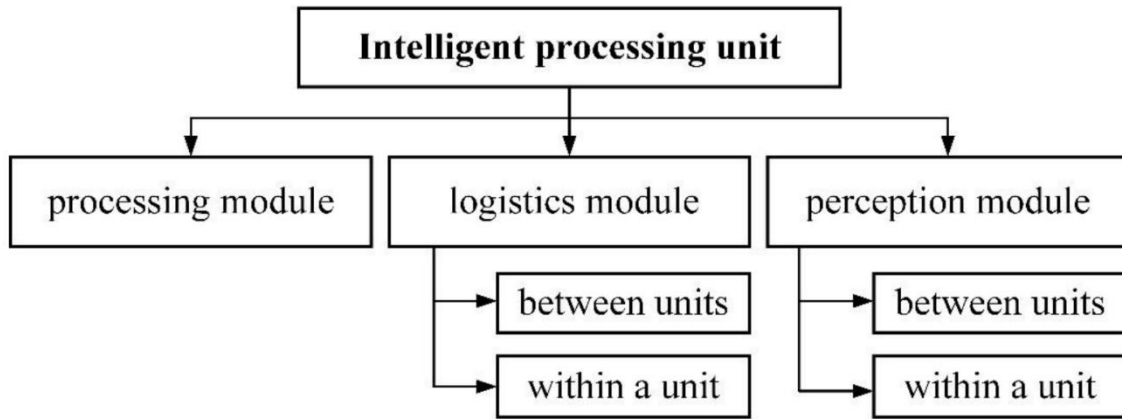 Intelligent processing unit
processing module
logistics module
perception module
between units
between units
within a unit
within a unit